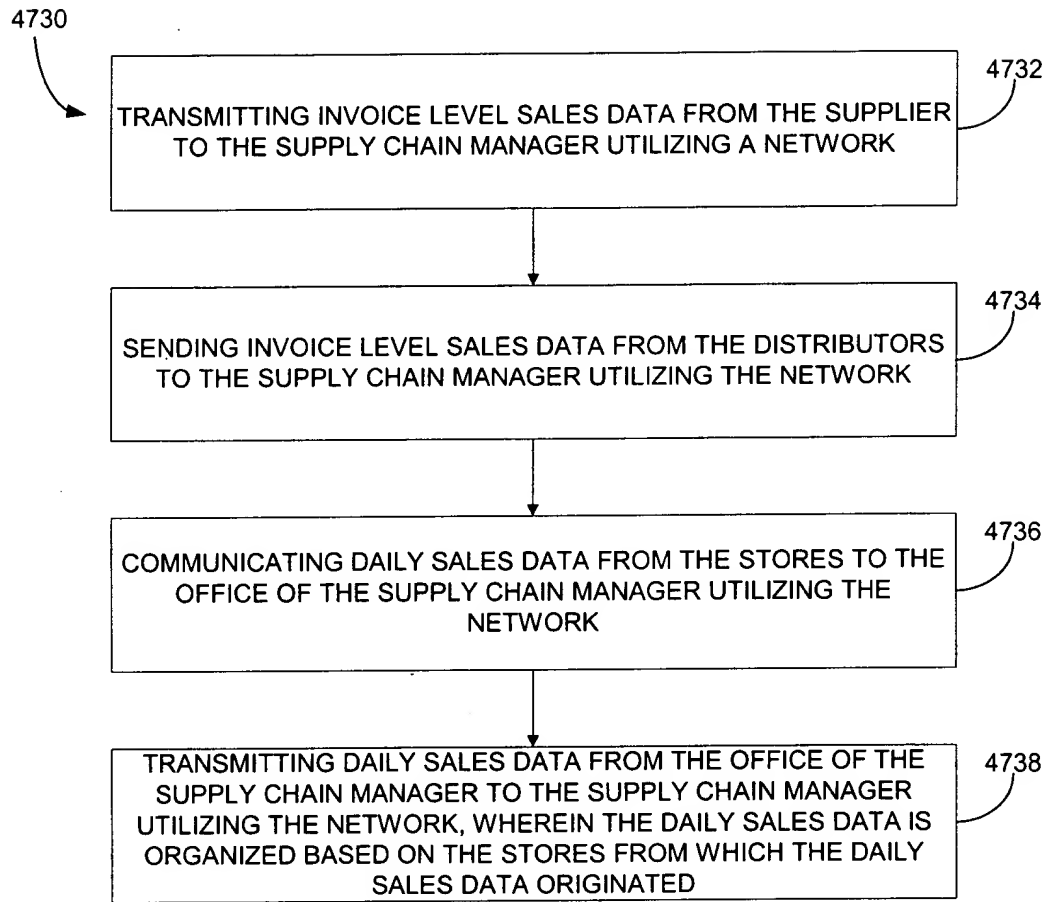 4730
4732
TRANSMITTING INVOICE LEVEL SALES DATA FROM THE SUPPLIER
TO THE SUPPLY CHAIN MANAGER UTILIZING A NETWORK
4734
SENDING INVOICE LEVEL SALES DATA FROM THE DISTRIBUTORS
TO THE SUPPLY CHAIN MANAGER UTILIZING THE NETWORK
4736
COMMUNICATING DAILY SALES DATA FROM THE STORES TO THE
OFFICE OF THE SUPPLY CHAIN MANAGER UTILIZING THE
NETWORK
4738
TRANSMITTING DAILY SALES DATA FROM THE OFFICE OF THE
SUPPLY CHAIN MANAGER TO THE SUPPLY CHAIN MANAGER
UTILIZING THE NETWORK, WHEREIN THE DAILY SALES DATA IS
ORGANIZED BASED ON THE STORES FROM WHICH THE DAILY
SALES DATA ORIGINATED